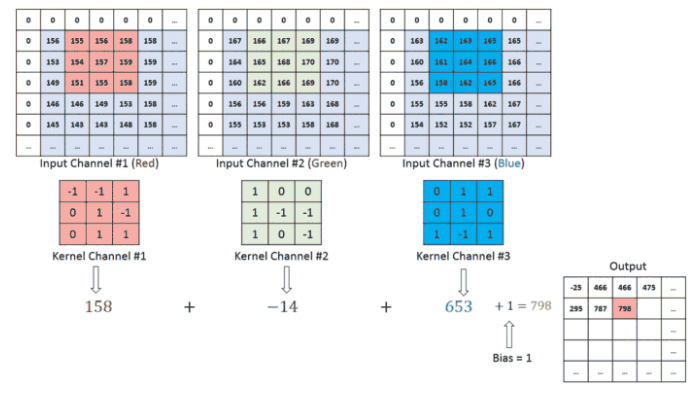 0 0 0 0 0 0 ...
0 156 155 156 158 158 ...
0 153 154 157 159 159 ...
0 149 151 155 158 159 ...
0 146 146 149 153 158 ...
0 145 143 143 148 158 ...
... ... ... ... ... ... ...
Input Channel #1 (Red)
0 0 0 0 0 0 ...
0 167 166 167 169 169 ...
0 164 165 168 170 170 ...
0 160 162 166 169 170 ...
0 156 156 159 163 168 ...
0 155 153 153 158 168 ...
... ... ... ... ... ... ...
Input Channel #2 (Green)
0 0 0 0 0 0 ...
0 163 162 163 165 165 ...
0 160 161 164 166 166 ...
0 156 158 162 165 166 ...
0 155 155 158 162 167 ...
0 154 152 152 157 167 ...
... ... ... ... ... ... ...
Input Channel #3 (Blue)
-1 -1 1
0 1 -1
0 1 1
Kernel Channel #1
1 0 0
1 -1 -1
1 0 -1
Kernel Channel #2
0 1 1
0 1 0
1 -1 1
Kernel Channel #3
158 + −14 + 653 + 1 = 798
Bias = 1
Output
-25 466 466 475 ...
295 787 798 ...
...
...
... ... ... ... ...